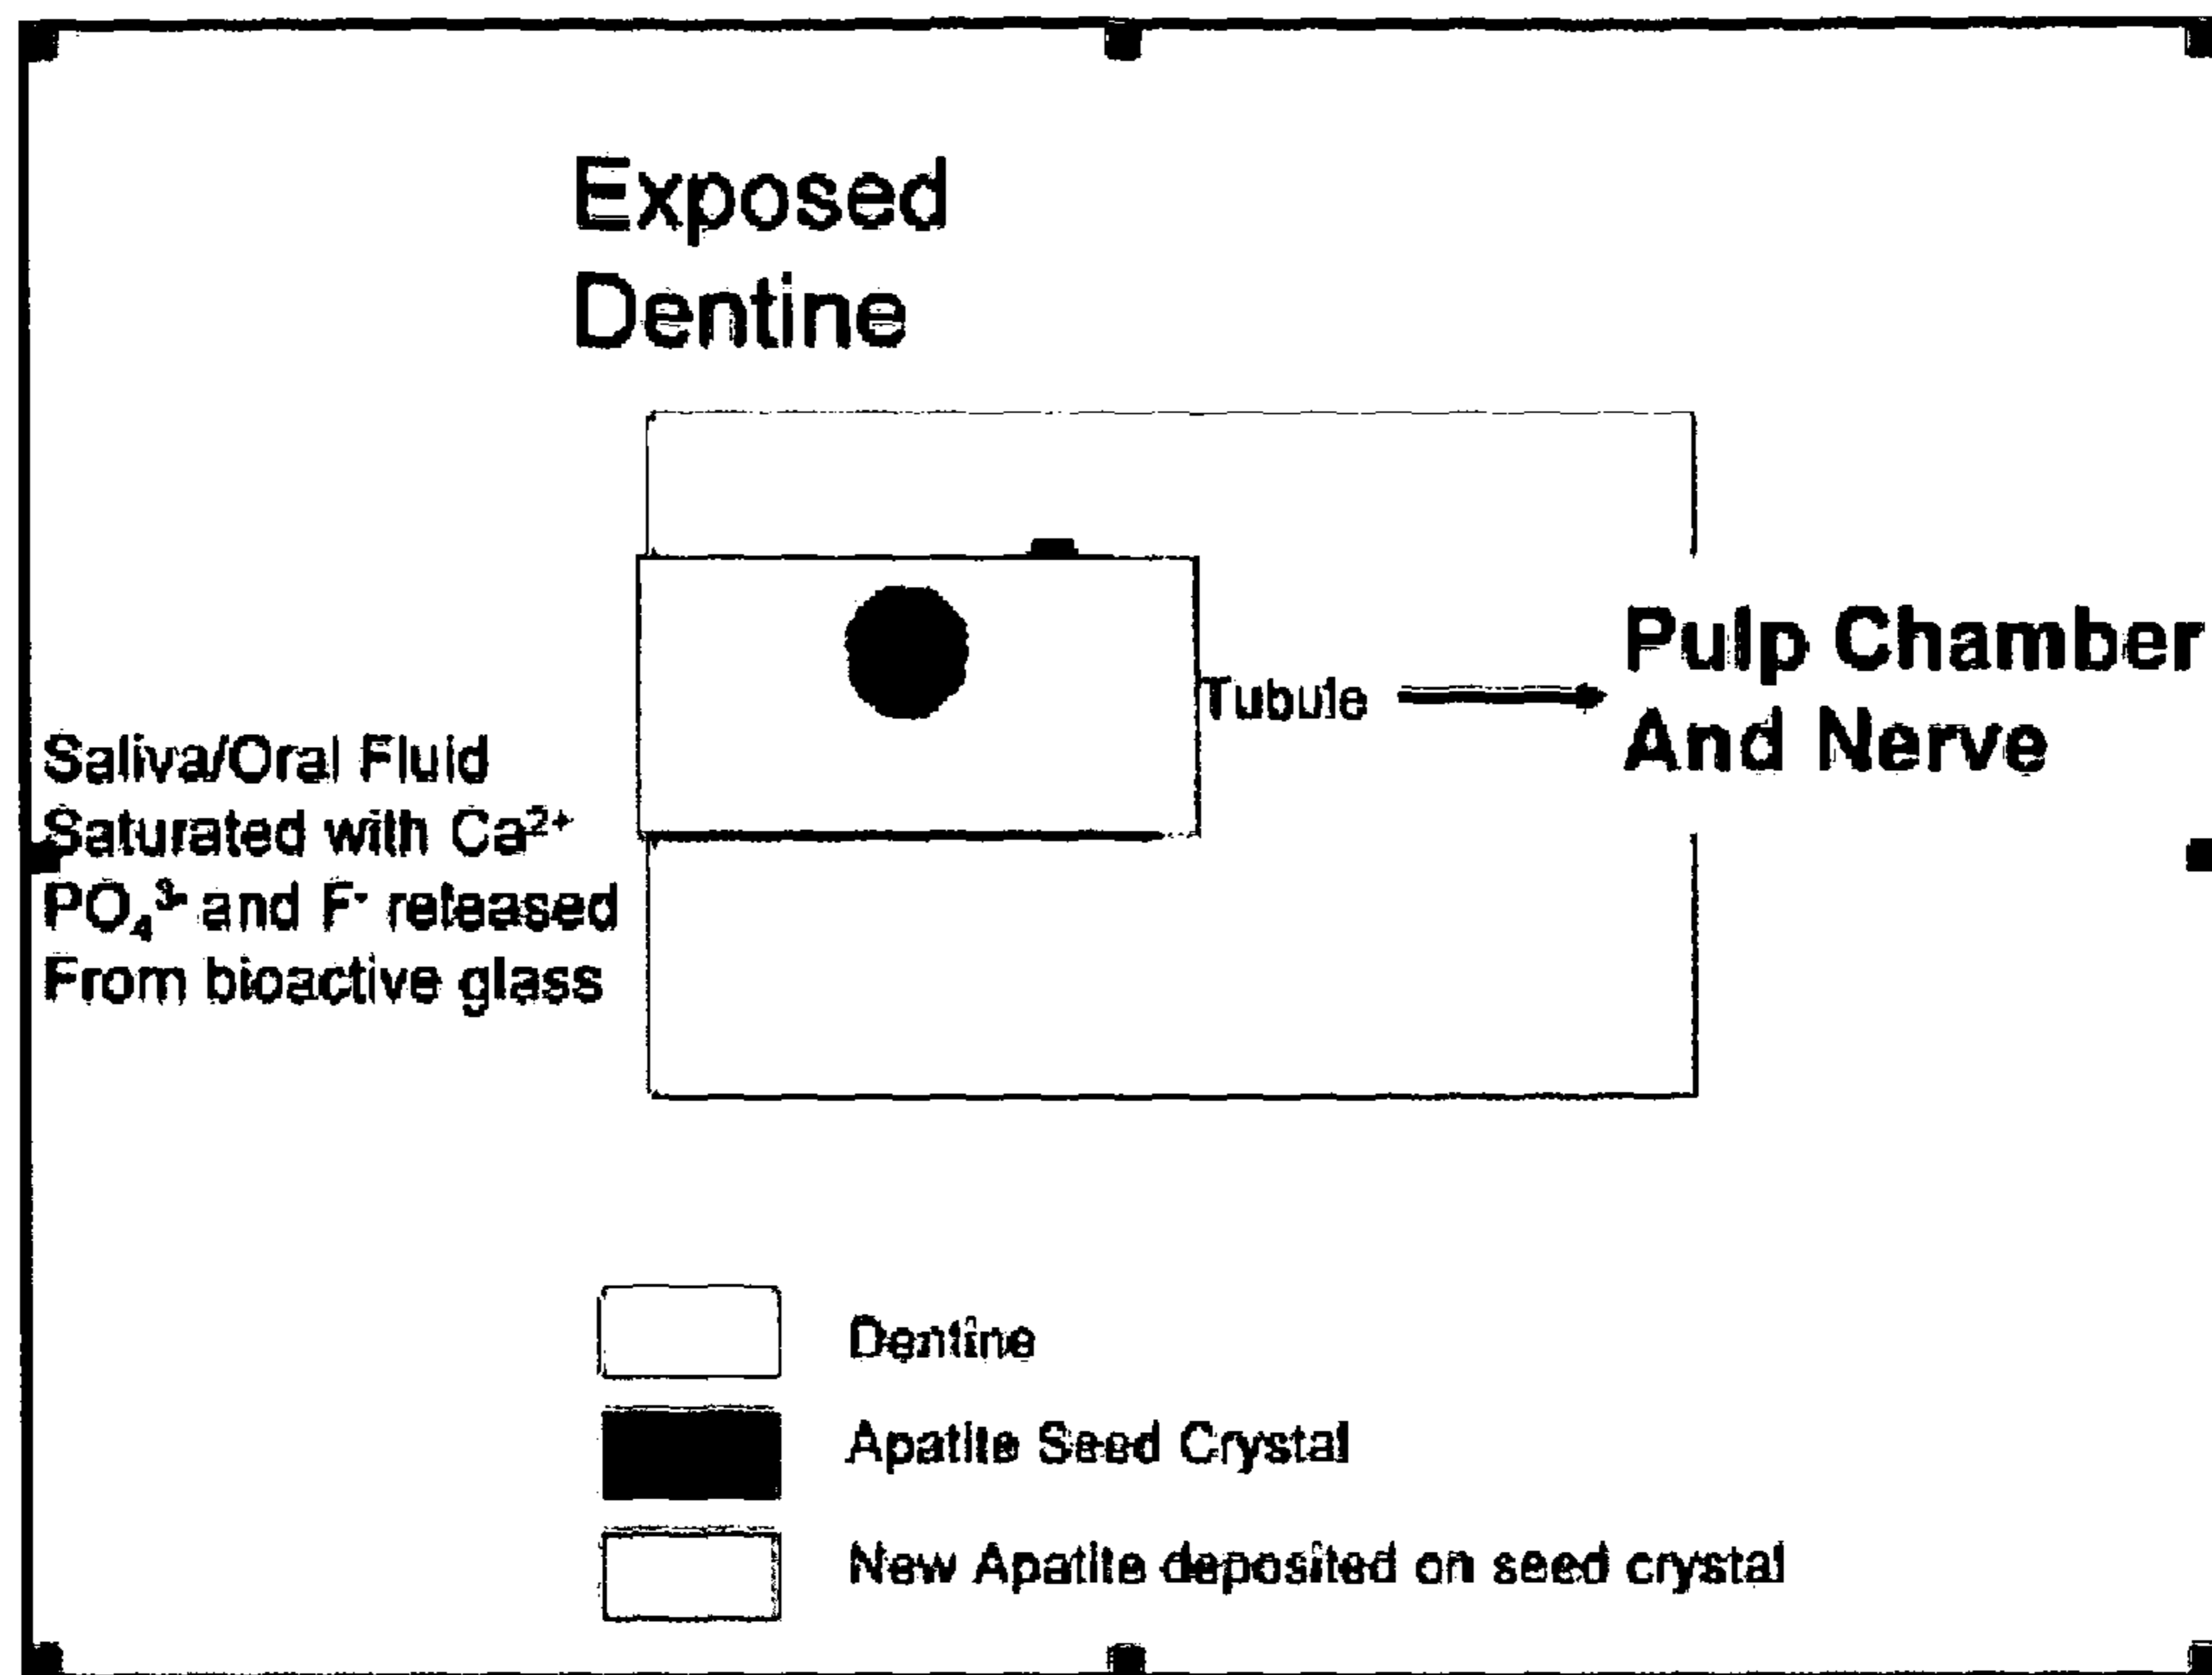 Exposed
Dentine
Pulp Chamber
And Nerve
Tubule
Saliva/Oral Fluid
Saturated with Ca²⁺
PO₄³⁻ and F⁻ released
From bioactive glass
Dentine
Apatite Seed Crystal
New Apatite deposited on seed crystal